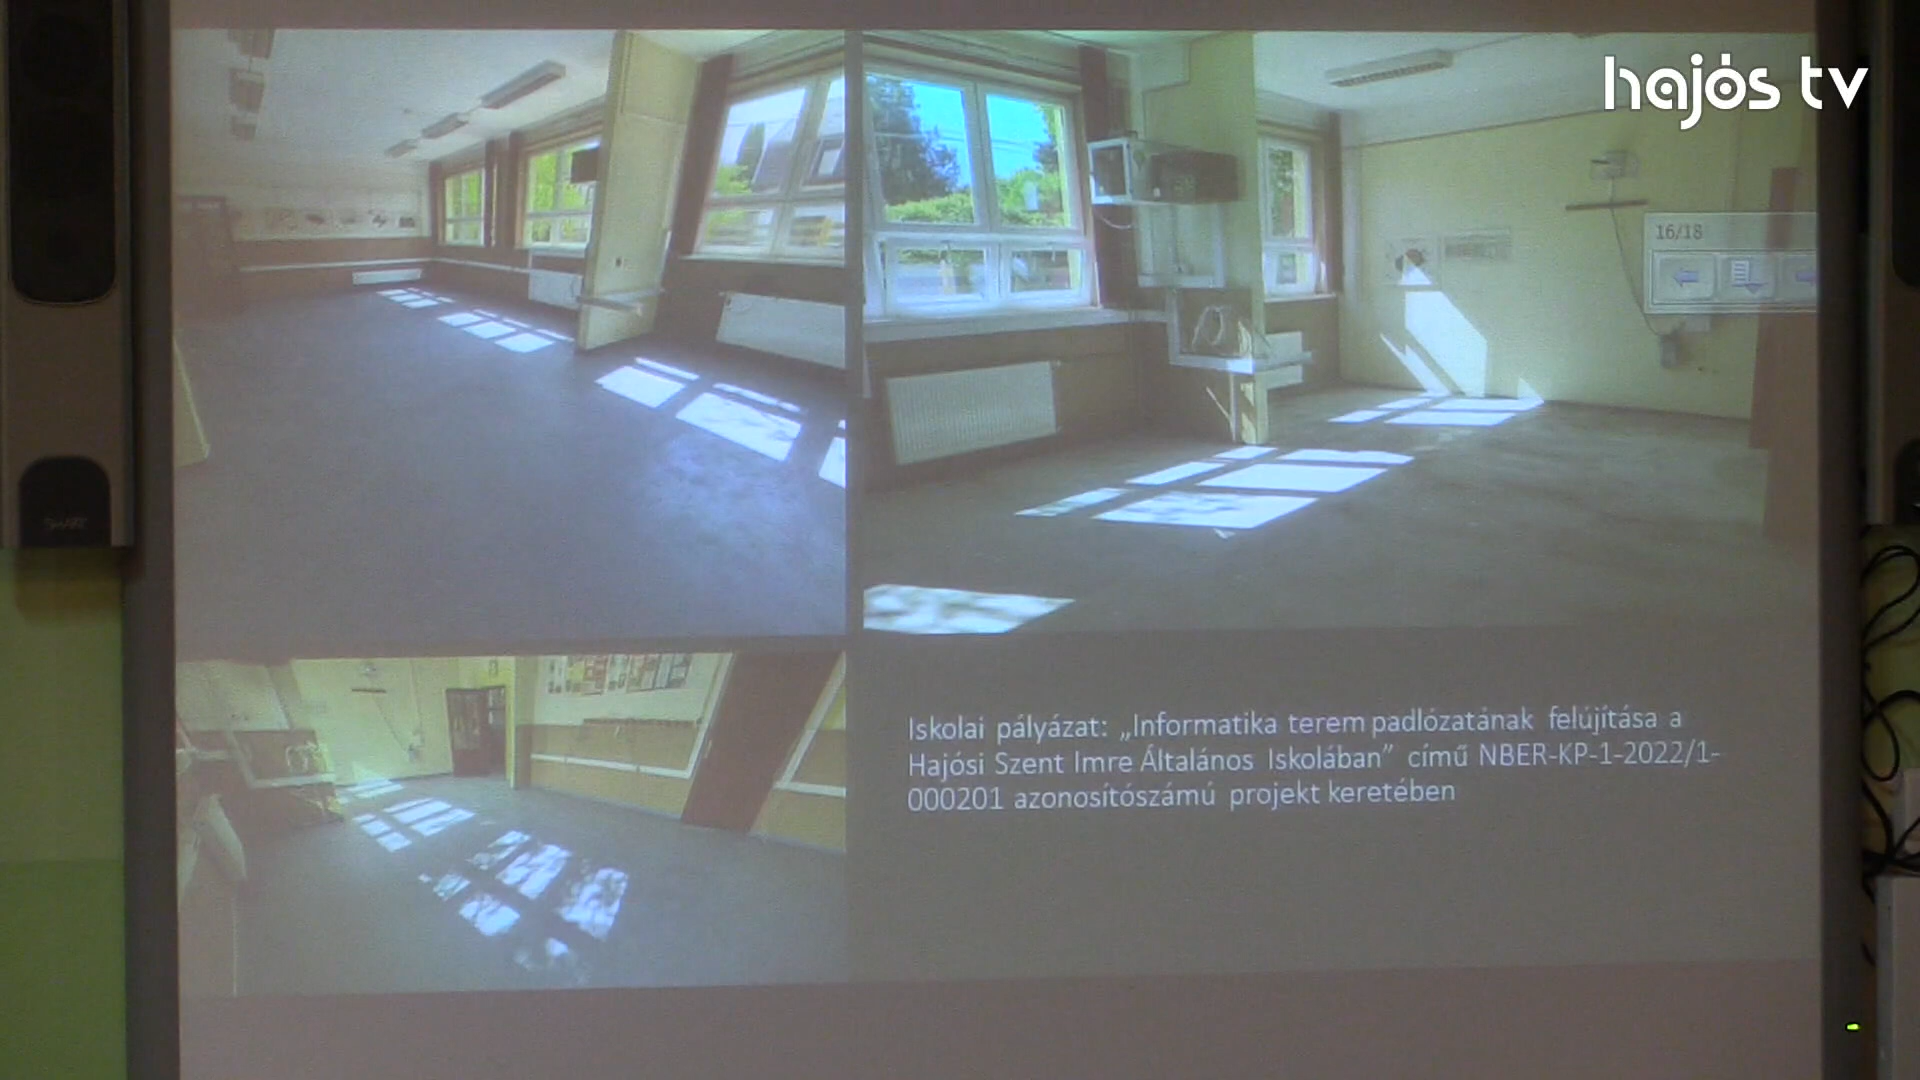 hajós tv
16/18
SMART
Iskolai pályázat: „Informatika terem padlózatának felújítása a
Hajósi Szent Imre Általános Iskolában” című NBER-KP-1-2022/1-
000201 azonosítószámú projekt keretében